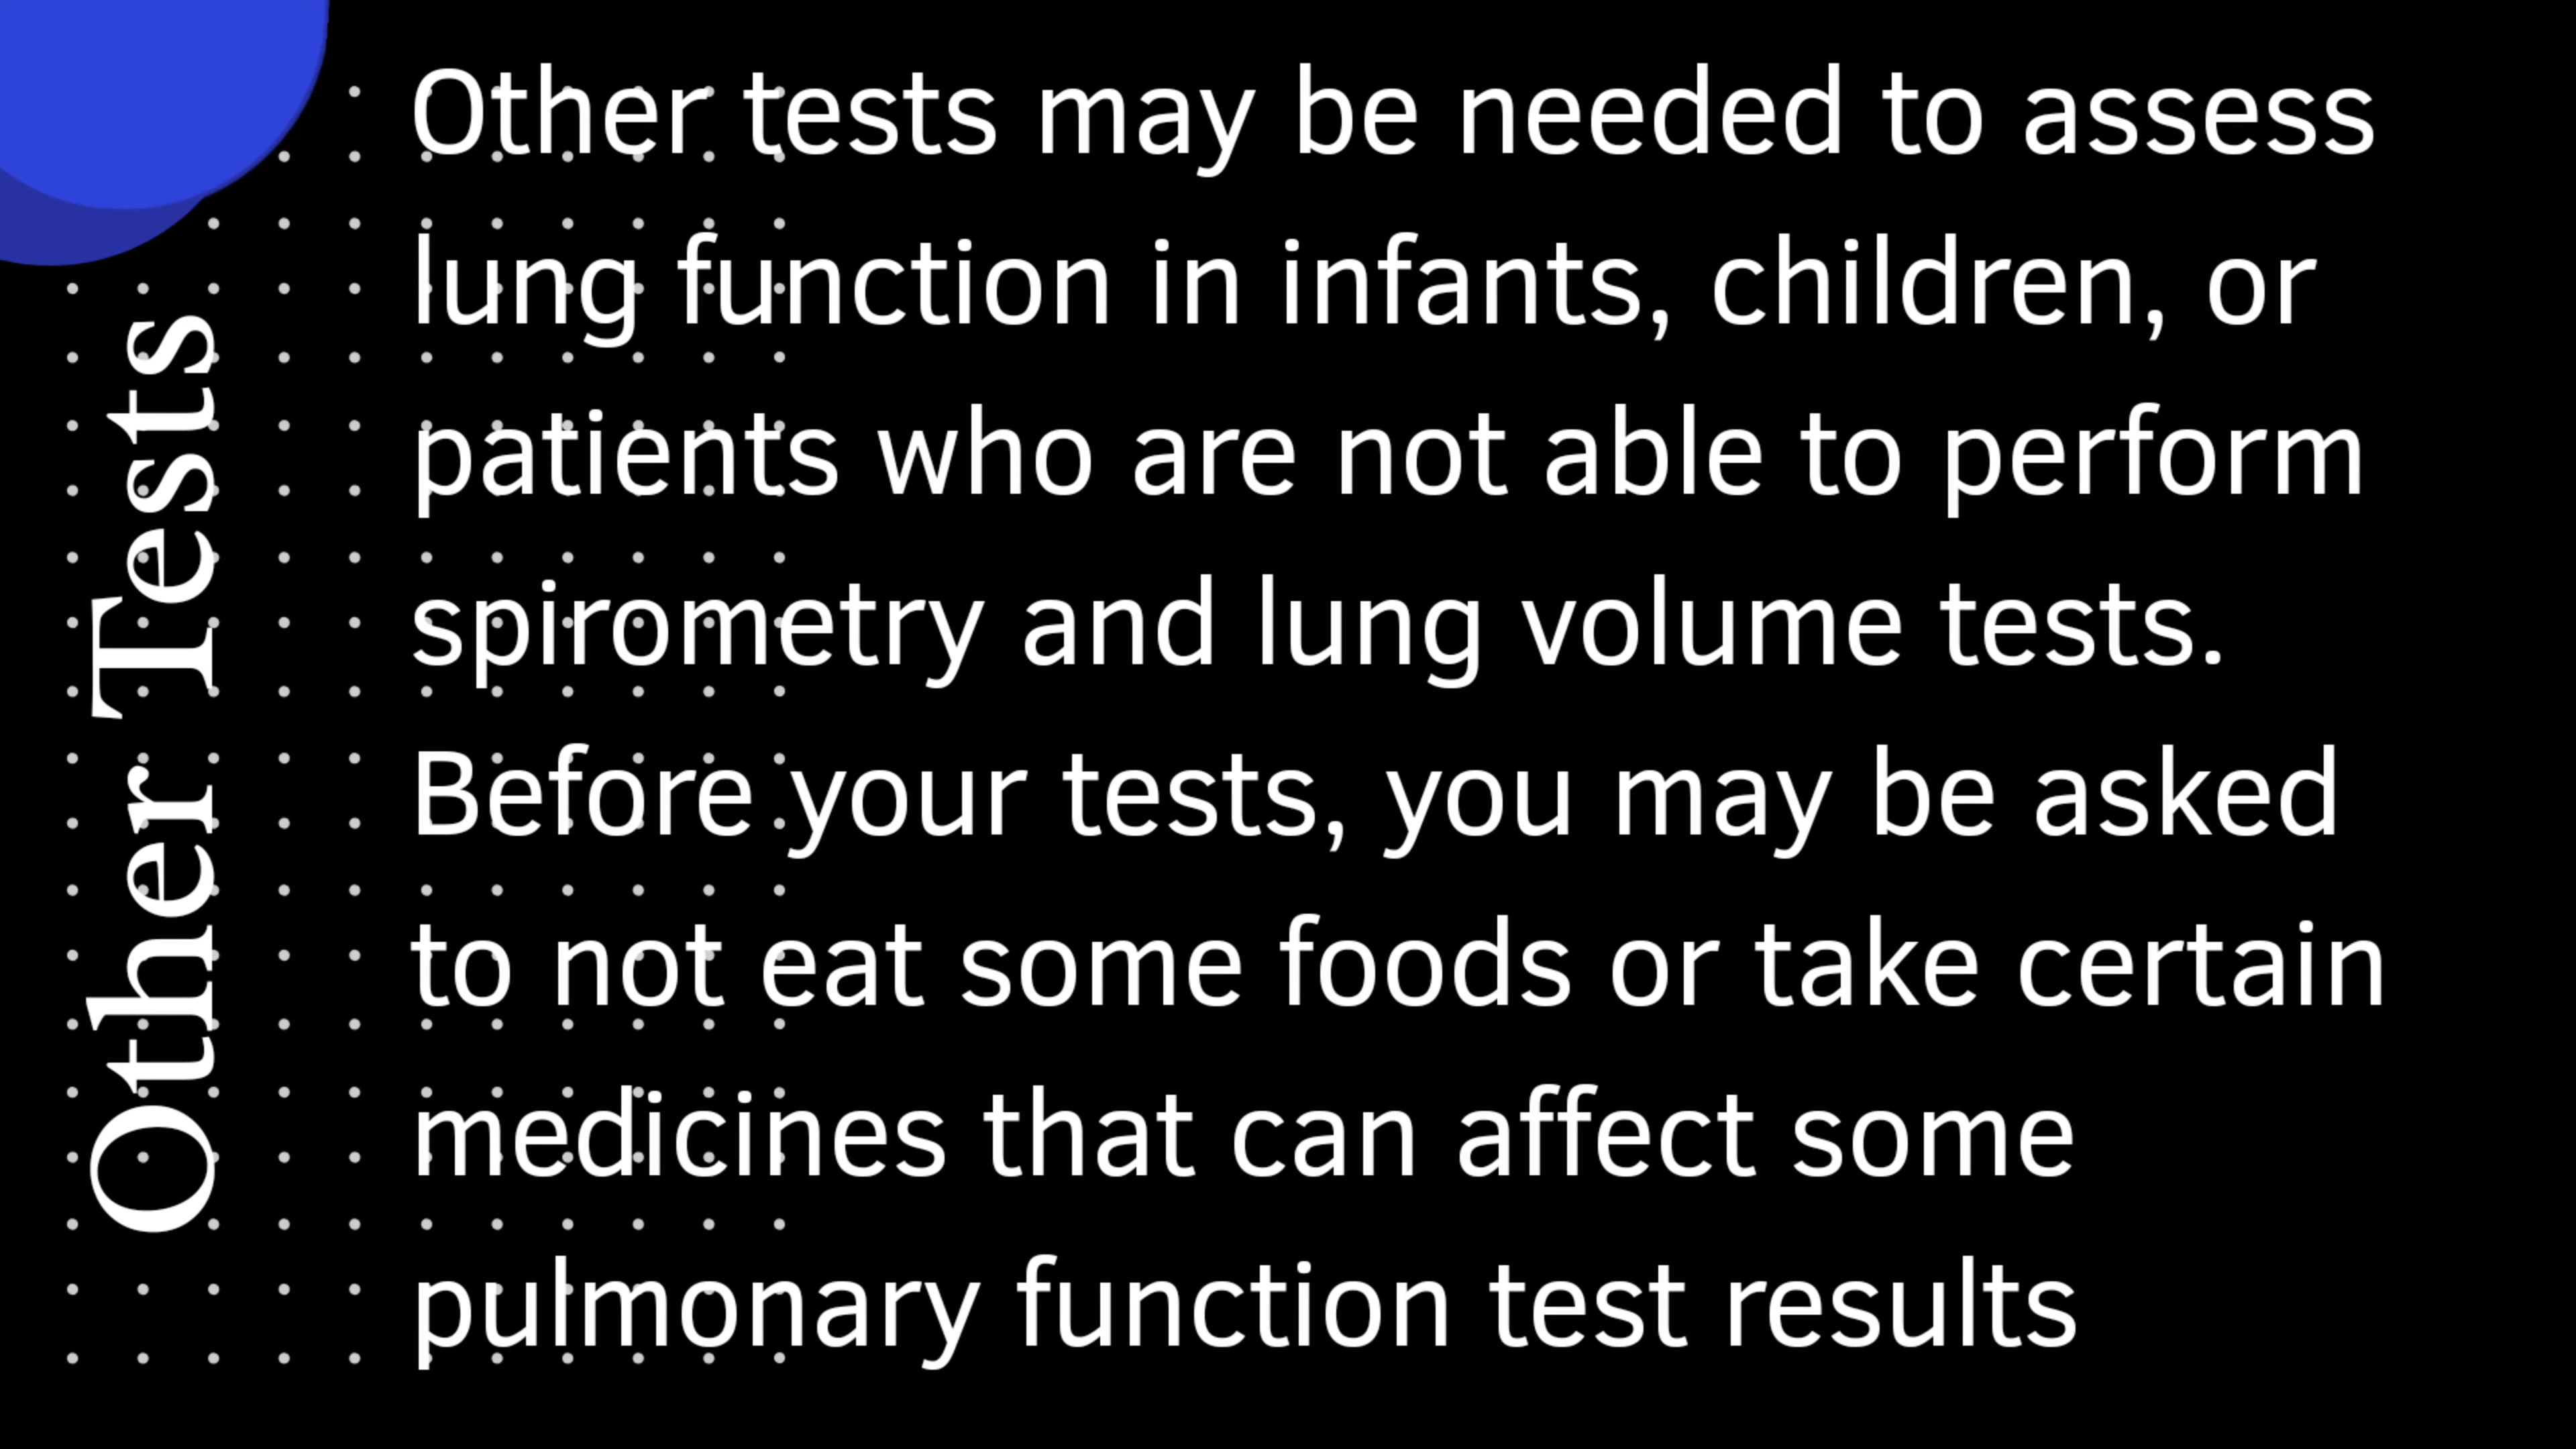 Other Tests
Other tests may be needed to assess
lung function in infants, children, or
patients who are not able to perform
spirometry and lung volume tests.
Before your tests, you may be asked
to not eat some foods or take certain
medicines that can affect some
pulmonary function test results